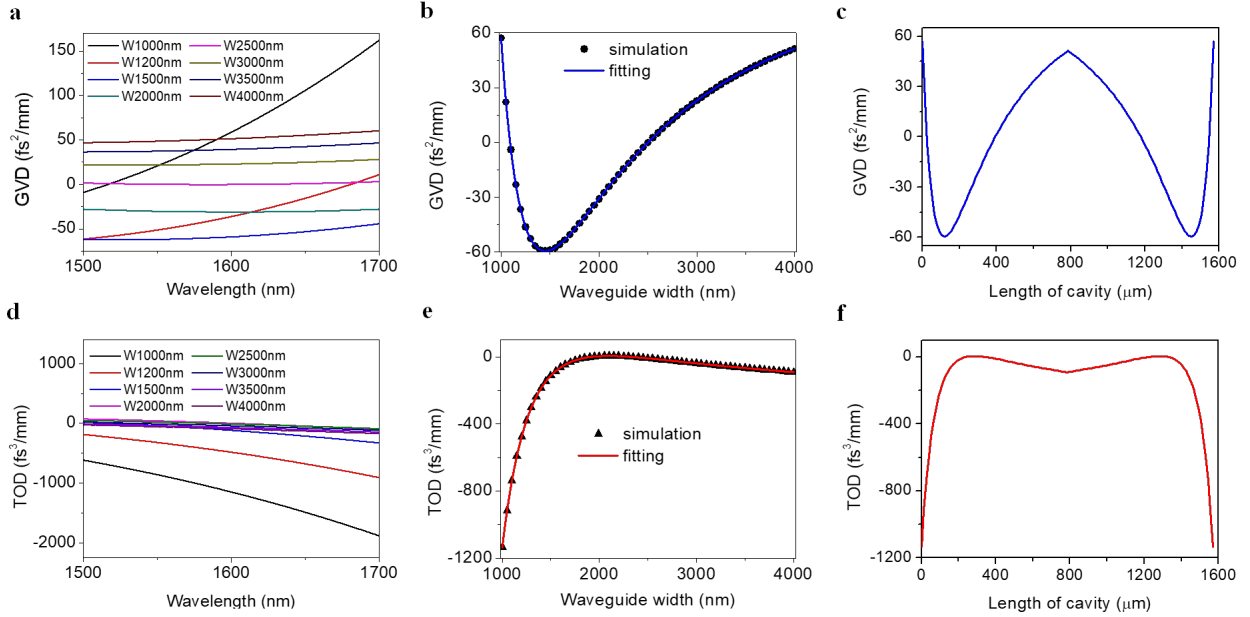 a
W1000nm W2500nm
W1200nm W3000nm
W1500nm W3500nm
W2000nm W4000nm
150
100
50
0
-50
GVD (fs²/mm)
1500 1600 1700
Wavelength (nm)
b
simulation
fitting
60
30
0
-30
-60
GVD (fs²/mm)
1000 2000 3000 4000
Waveguide width (nm)
c
60
30
0
-30
-60
GVD (fs²/mm)
0 400 800 1200 1600
Length of cavity (μm)
d
W1000nm W2500nm
W1200nm W3000nm
W1500nm W3500nm
W2000nm W4000nm
1000
0
-1000
-2000
TOD (fs³/mm)
1500 1600 1700
Wavelength (nm)
e
simulation
fitting
0
-400
-800
-1200
TOD (fs³/mm)
1000 2000 3000 4000
Waveguide width (nm)
f
0
-400
-800
-1200
TOD (fs³/mm)
0 400 800 1200 1600
Length of cavity (μm)